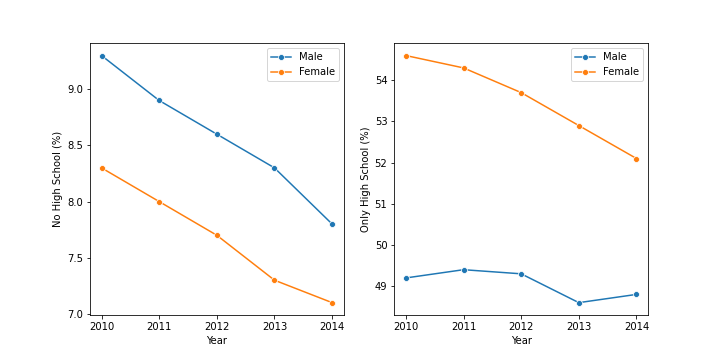 No High School (%)
9.0
8.5
8.0
7.5
7.0
2010 2011 2012 2013 2014
Year
Male
Female
Only High School (%)
54
53
52
51
50
49
2010 2011 2012 2013 2014
Year
Male
Female